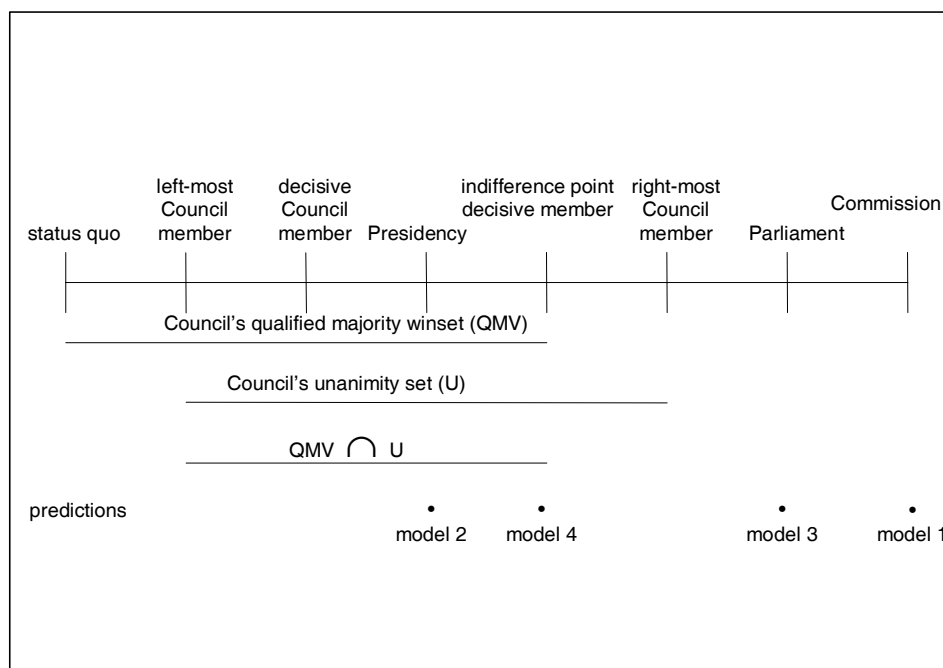 left-most
Council
member
decisive
Council
member
indifference point
decisive member
right-most
Council
member
Commission
status quo
Presidency
Parliament
Council’s qualified majority winset (QMV)
Council’s unanimity set (U)
QMV ⋂ U
predictions
model 2
model 4
model 3
model 1